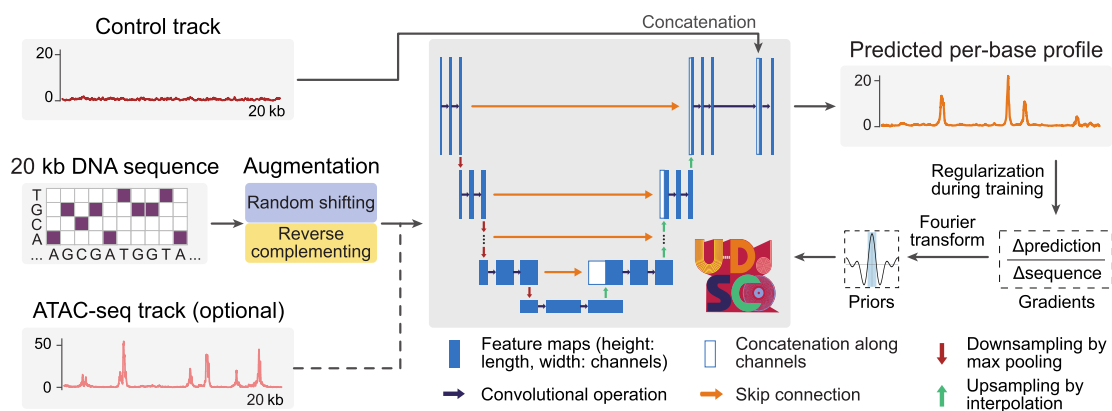 Control track
20
0
20 kb
Concatenation
Predicted per-base profile
20
0
20 kb DNA sequence
T
G
C
A
... A G C G A T G G T A ...
Augmentation
Random shifting
Reverse
complementing
Regularization
during training
Fourier
transform
Priors
Δprediction
Δsequence
Gradients
UD!
SCO
ATAC-seq track (optional)
50
0
20 kb
Feature maps (height:
length, width: channels)
Concatenation along
channels
Downsampling by
max pooling
Convolutional operation
Skip connection
Upsampling by
interpolation